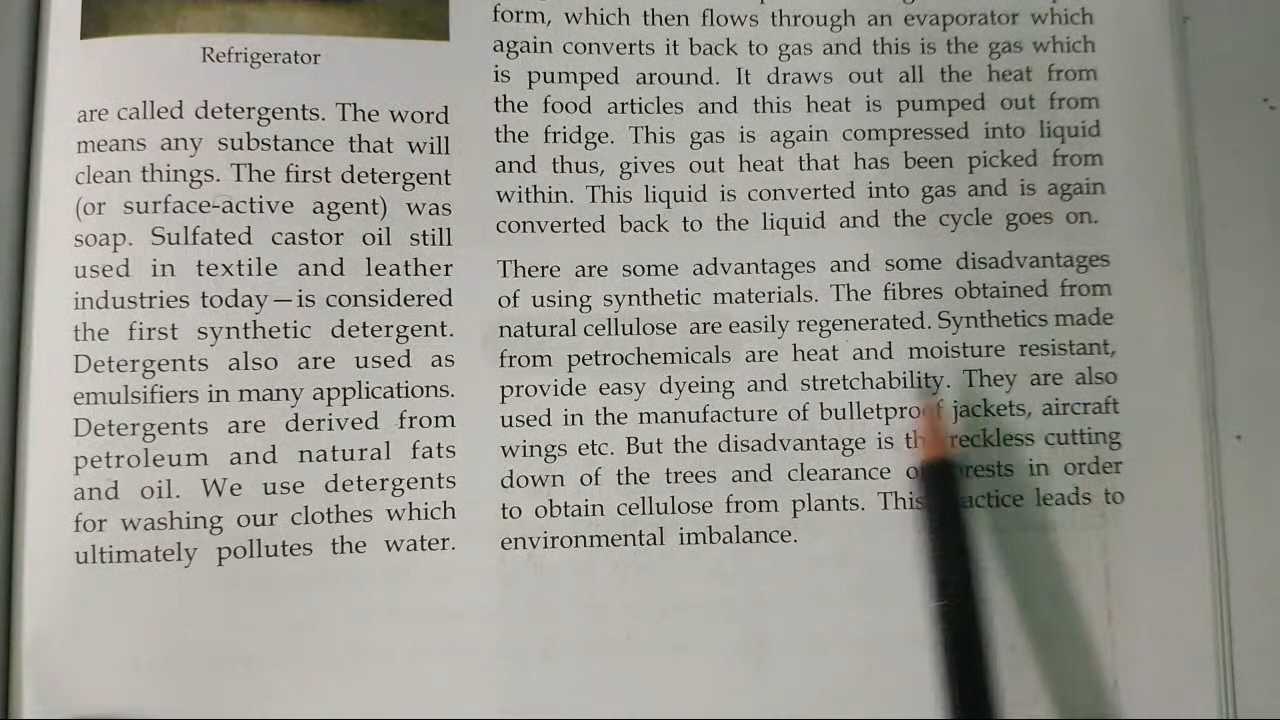 Refrigerator
are called detergents. The word
means any substance that will
clean things. The first detergent
(or surface-active agent) was
soap. Sulfated castor oil still
used in textile and leather
industries today—is considered
the first synthetic detergent.
Detergents also are used as
emulsifiers in many applications.
Detergents are derived from
petroleum and natural fats
and oil. We use detergents
for washing our clothes which
ultimately pollutes the water.
form, which then flows through an evaporator which
again converts it back to gas and this is the gas which
is pumped around. It draws out all the heat from
the food articles and this heat is pumped out from
the fridge. This gas is again compressed into liquid
and thus, gives out heat that has been picked from
within. This liquid is converted into gas and is again
converted back to the liquid and the cycle goes on.
There are some advantages and some disadvantages
of using synthetic materials. The fibres obtained from
natural cellulose are easily regenerated. Synthetics made
from petrochemicals are heat and moisture resistant,
provide easy dyeing and stretchability. They are also
used in the manufacture of bulletproof jackets, aircraft
wings etc. But the disadvantage is the reckless cutting
down of the trees and clearance of forests in order
to obtain cellulose from plants. This practice leads to
environmental imbalance.